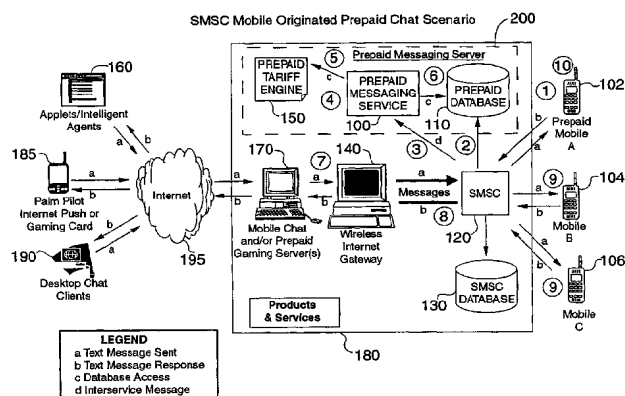 SMSC Mobile Originated Prepaid Chat Scenario
200
Prepaid Messaging Server
160
Applets/Intelligent
Agents
PREPAID
TARIFF
ENGINE
150
5
c
4
PREPAID
MESSAGING
SERVICE
100
6
c
PREPAID
DATABASE
110
3
d
2
10
1
102
Prepaid
Mobile
A
b
a
a
b
185
Palm Pilot
Internet Push or
Gaming Card
a
b
Internet
195
a
b
170
Mobile Chat
and/or Prepaid
Gaming Server(s)
7
a
b
140
Wireless
Internet
Gateway
a
Messages
b
8
SMSC
120
9
a
b
104
Mobile
B
190
Desktop Chat
Clients
b
a
130
SMSC
DATABASE
a
b
9
106
Mobile
C
Products
& Services
180
LEGEND
a Text Message Sent
b Text Message Response
c Database Access
d Interservice Message